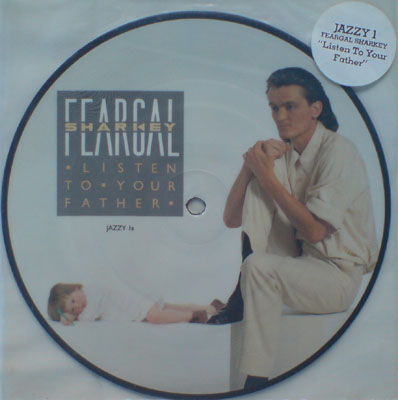 JAZZY 1
FEARGAL SHARKEY
"Listen To Your
Father"
FEARGAL
SHARKEY
• LISTEN
TO • YOUR
FATHER •
JAZZY 1a